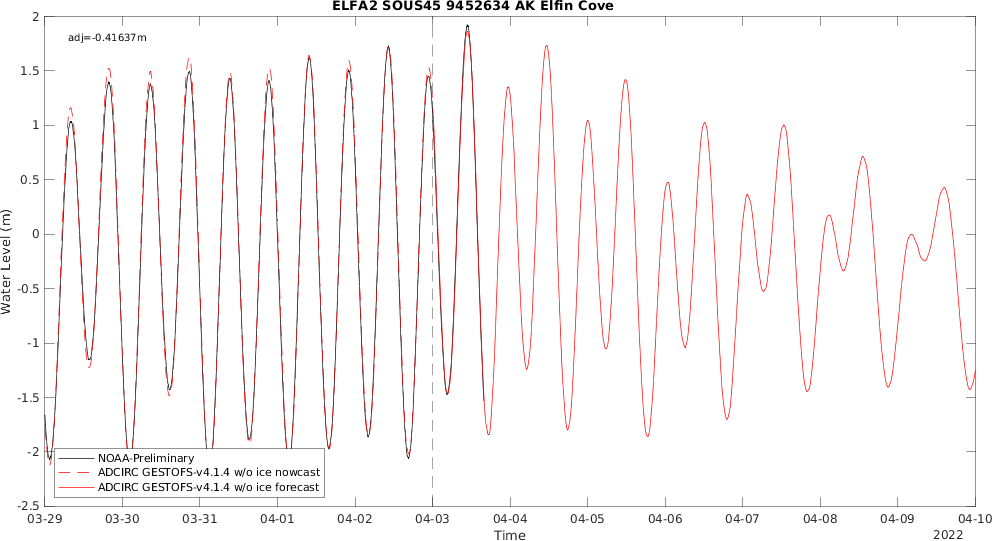 ELFA2 SOUS45 9452634 AK Elfin Cove
adj=-0.41637m
2
1.5
1
0.5
0
-0.5
-1
-1.5
-2
-2.5
Water Level (m)
NOAA-Preliminary
ADCIRC GESTOFS-v4.1.4 w/o ice nowcast
ADCIRC GESTOFS-v4.1.4 w/o ice forecast
03-29 03-30 03-31 04-01 04-02 04-03 04-04 04-05 04-06 04-07 04-08 04-09 04-10
Time
2022